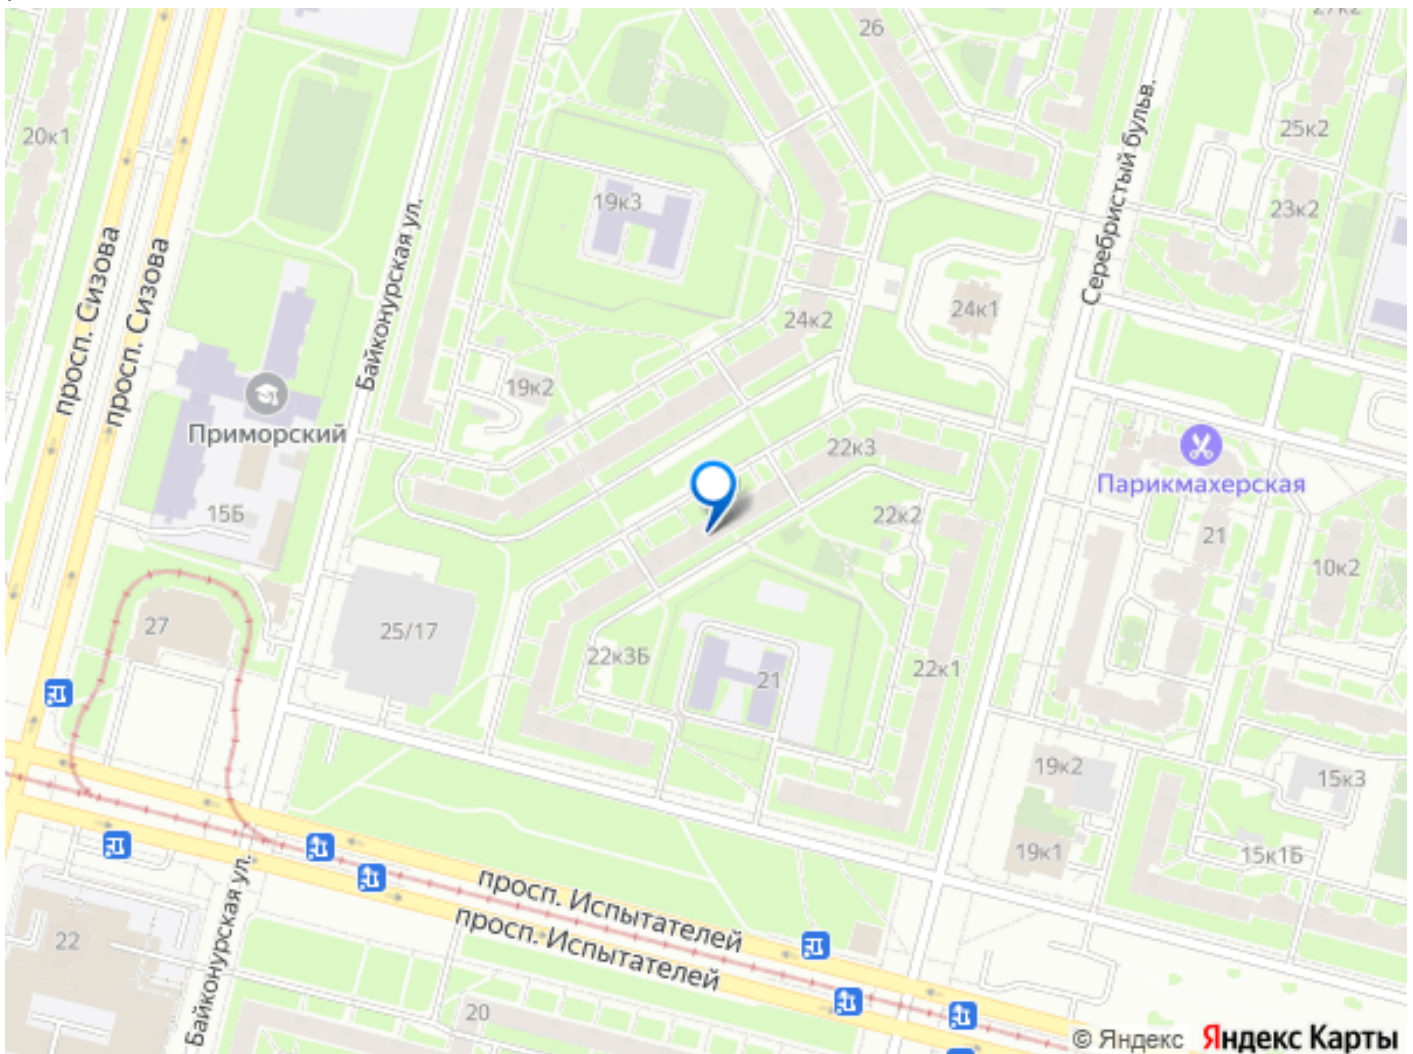 26
27к2
20к1
25к2
19к3
23к2
Серебристый бульв.
просп. Сизова
просп. Сизова
Байконурская ул.
24к2
24к1
19к2
Приморский
22к3
Парикмахерская
15Б
22к2
21
10к2
27
25/17
22к3Б
21
22к1
19к2
15к3
19к1
15к1Б
просп. Испытателей
просп. Испытателей
22
Байконурская ул.
20
© Яндекс Яндекс Карты